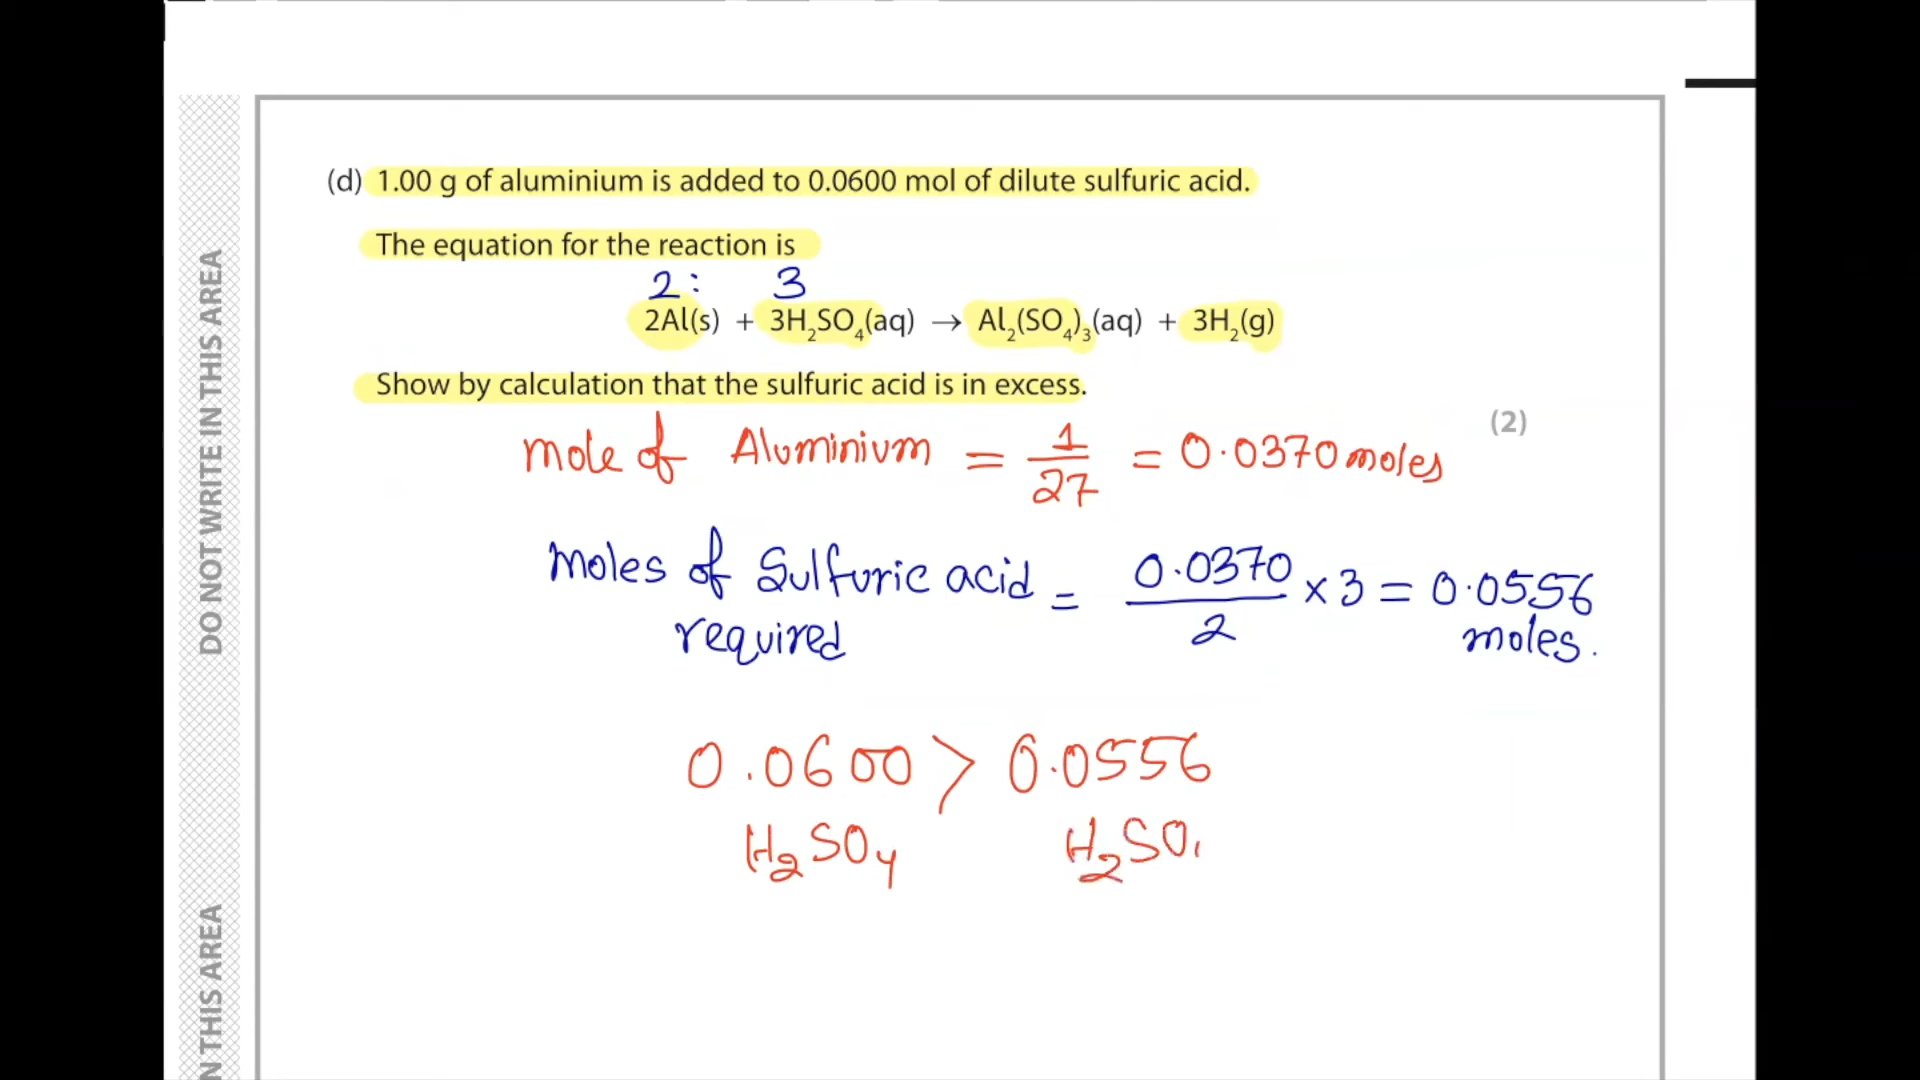 (d) 1.00 g of aluminium is added to 0.0600 mol of dilute sulfuric acid.
The equation for the reaction is
2 : 3
2Al(s) + 3H₂SO₄(aq) → Al₂(SO₄)₃(aq) + 3H₂(g)
Show by calculation that the sulfuric acid is in excess.
(2)
mole of Aluminium = 1/27 = 0.0370 moles
Moles of Sulfuric acid = 0.0370/2 × 3 = 0.0556
required moles.
0.0600 > 0.0556
H₂SO₄ H₂SO
DO NOT WRITE IN THIS AREA
N THIS AREA